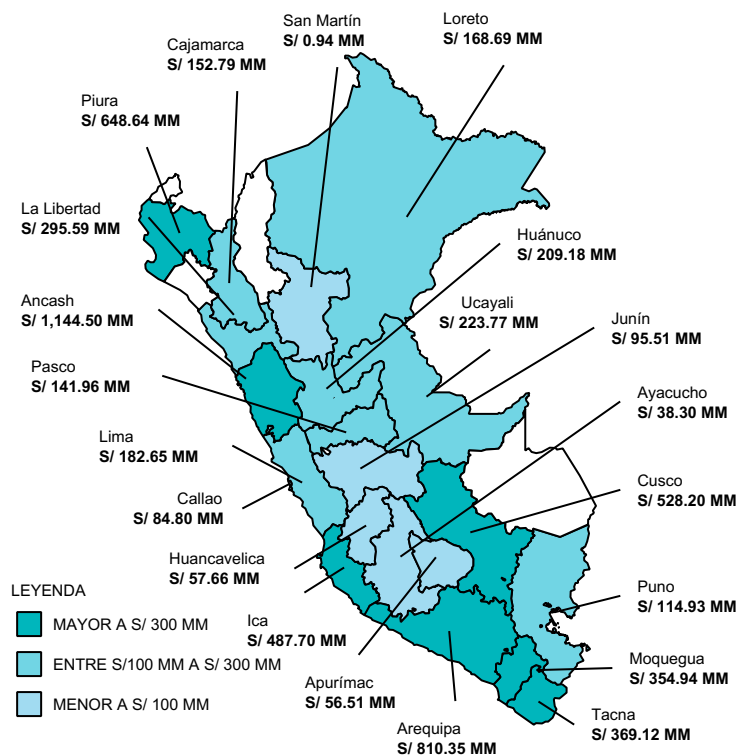 San Martín
S/ 0.94 MM
Loreto
S/ 168.69 MM
Cajamarca
S/ 152.79 MM
Piura
S/ 648.64 MM
La Libertad
S/ 295.59 MM
Huánuco
S/ 209.18 MM
Ancash
S/ 1,144.50 MM
Ucayali
S/ 223.77 MM
Junín
S/ 95.51 MM
Pasco
S/ 141.96 MM
Ayacucho
S/ 38.30 MM
Lima
S/ 182.65 MM
Cusco
S/ 528.20 MM
Callao
S/ 84.80 MM
Huancavelica
S/ 57.66 MM
Puno
S/ 114.93 MM
Ica
S/ 487.70 MM
Moquegua
S/ 354.94 MM
Apurímac
S/ 56.51 MM
Tacna
S/ 369.12 MM
Arequipa
S/ 810.35 MM
LEYENDA
MAYOR A S/ 300 MM
ENTRE S/100 MM A S/ 300 MM
MENOR A S/ 100 MM